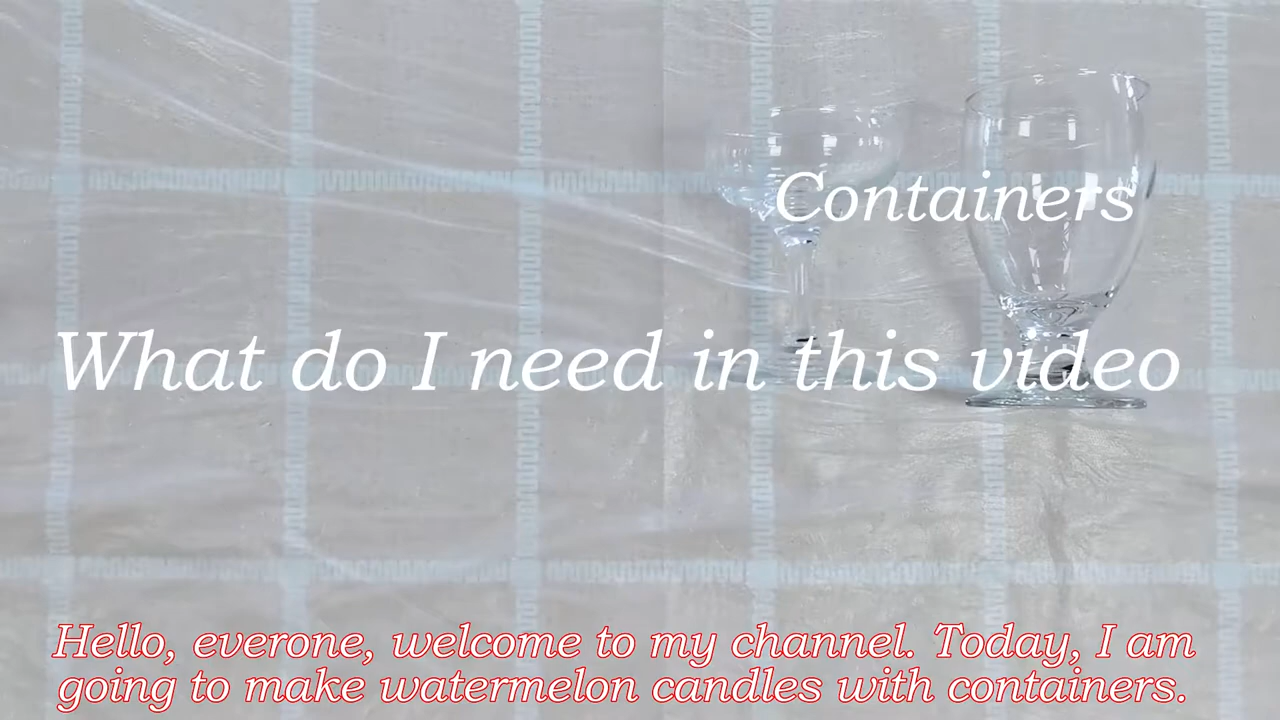 Containers
What do I need in this video
Hello, everone, welcome to my channel. Today, I am
going to make watermelon candles with containers.